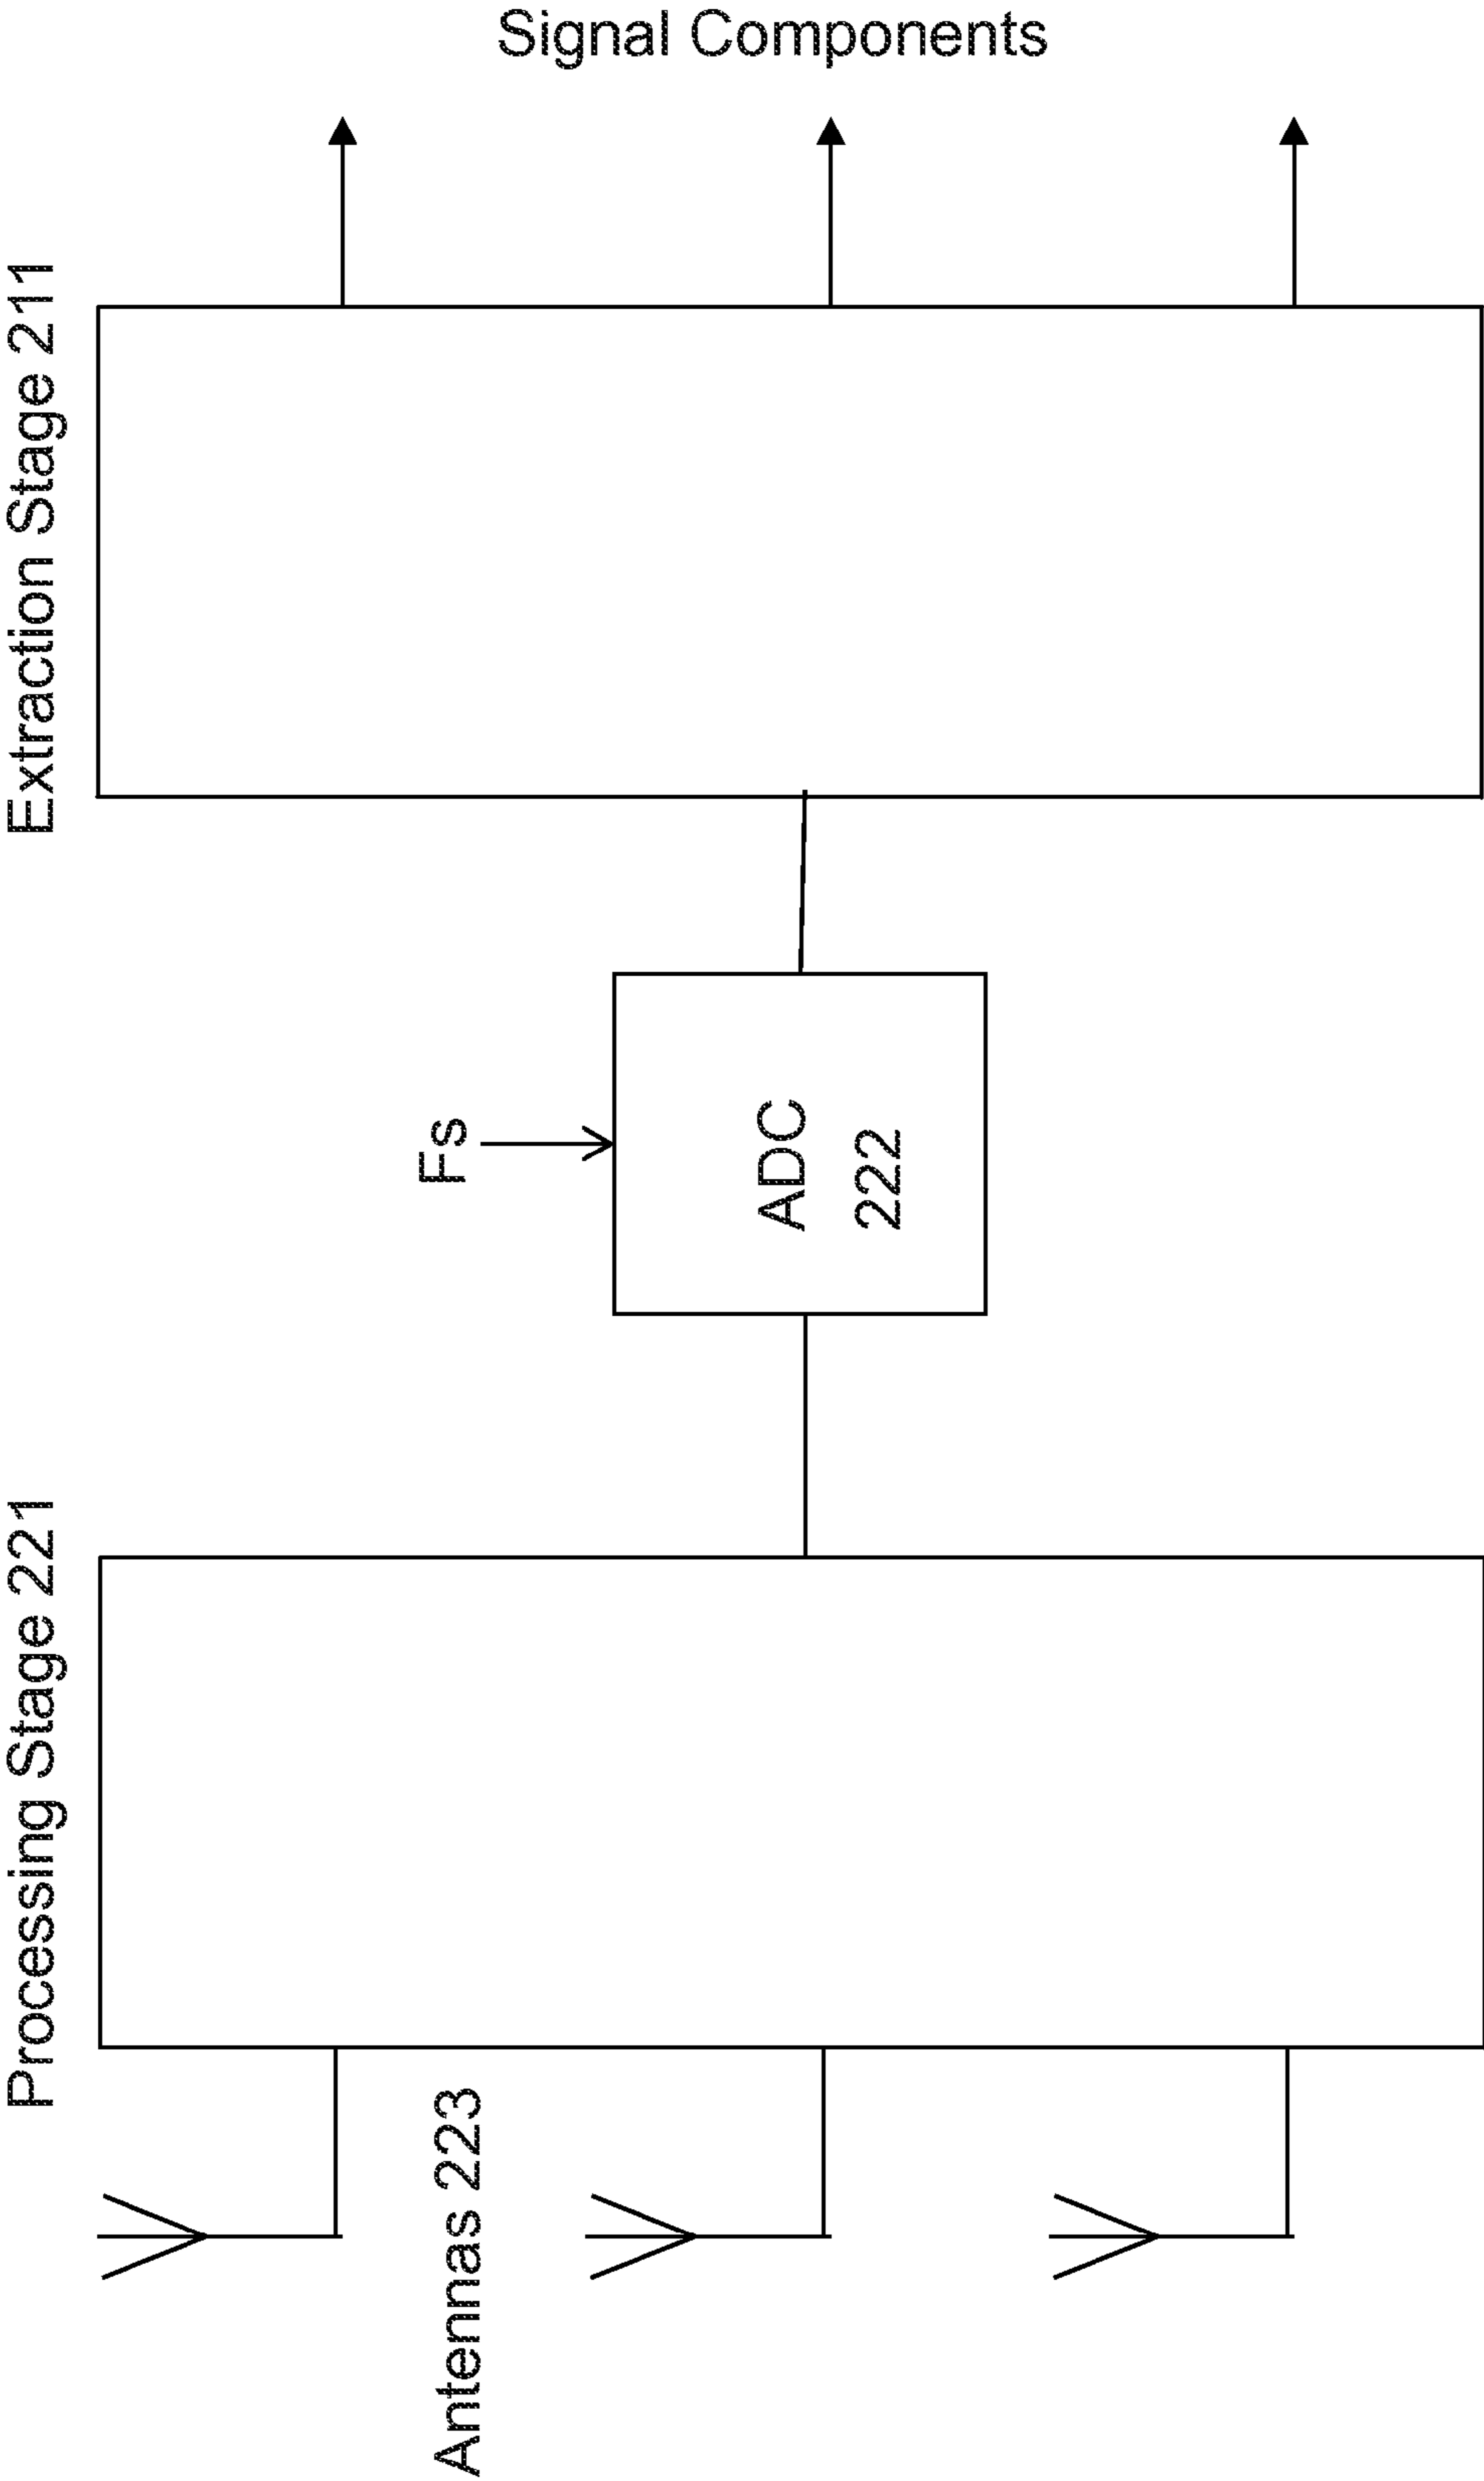 Processing Stage 221
Extraction Stage 211
Fs
Antennas 223
ADC
222
Signal Components